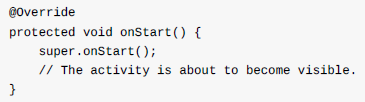 @Override
protected void onStart() {
    super.onStart();
    // The activity is about to become visible.
}